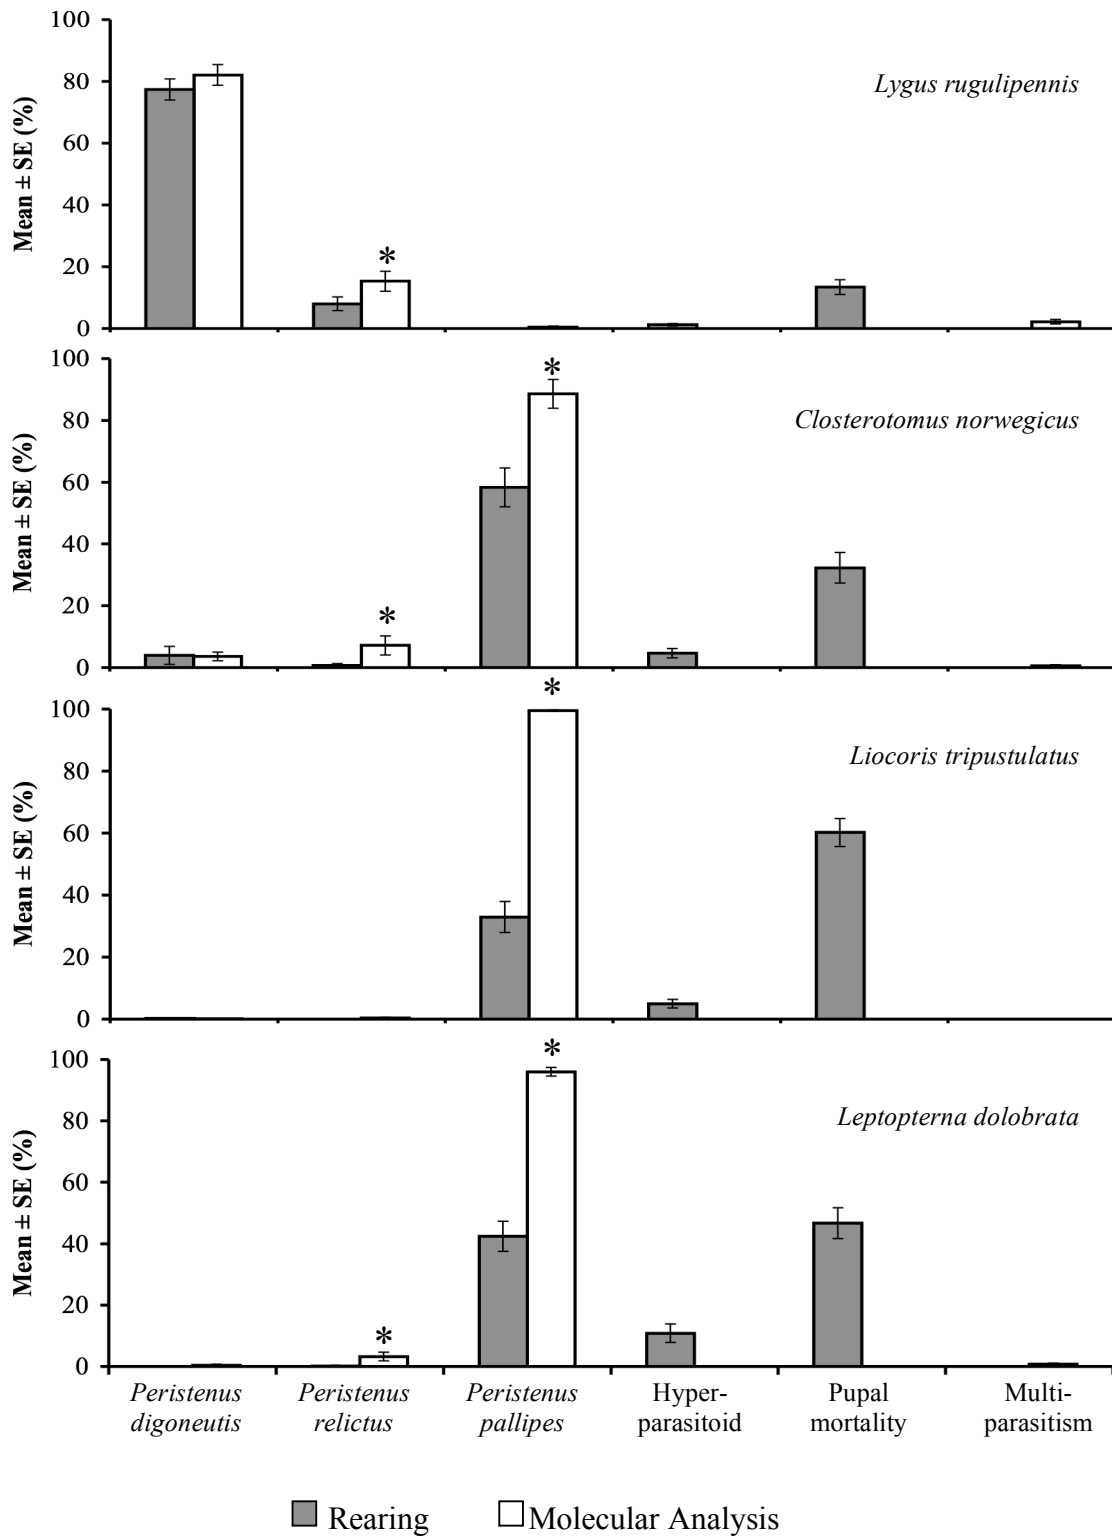 100
80
60
40
20
0
Mean ± SE (%)
Lygus rugulipennis
*
100
80
60
40
20
0
Mean ± SE (%)
Closterotomus norwegicus
*
*
100
80
60
40
20
0
Mean ± SE (%)
Liocoris tripustulatus
*
100
80
60
40
20
0
Mean ± SE (%)
Leptopterna dolobrata
*
*
Peristenus
digoneutis
Peristenus
relictus
Peristenus
pallipes
Hyper-
parasitoid
Pupal
mortality
Multi-
parasitism
Rearing
Molecular Analysis